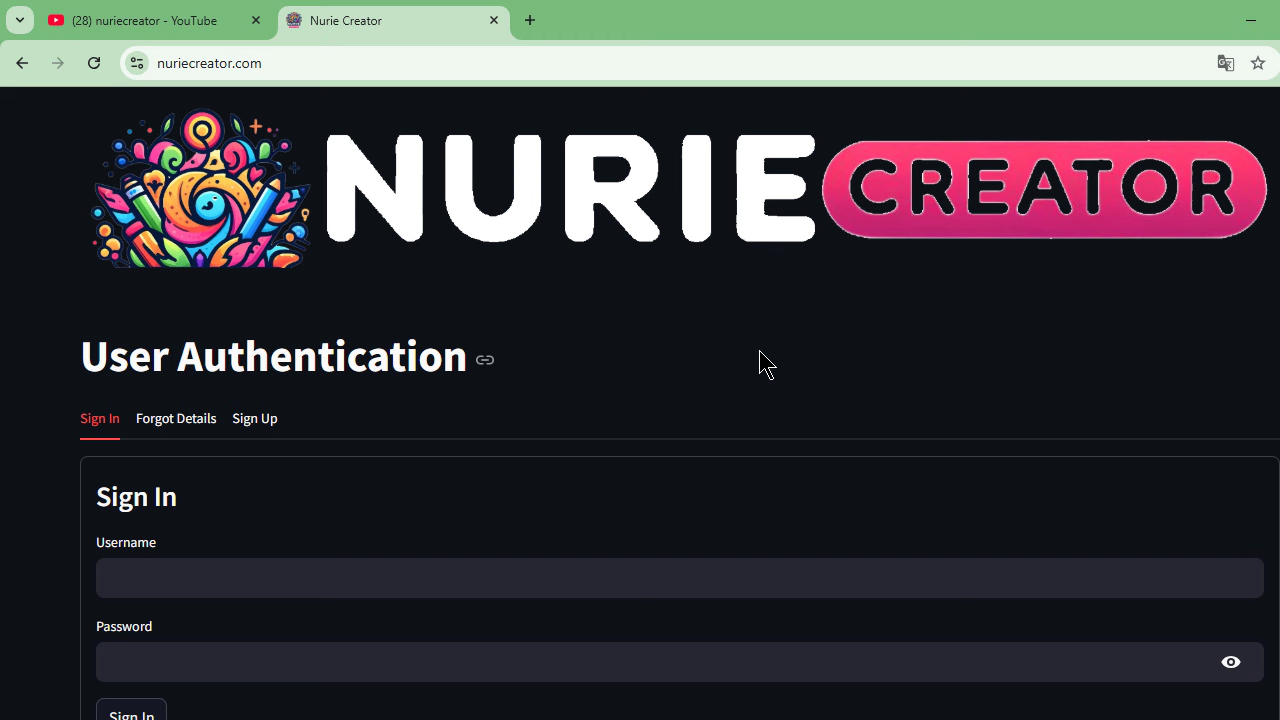 (28) nuriecreator - YouTube
Nurie Creator
nuriecreator.com
NURIE CREATOR
User Authentication
Sign In
Forgot Details
Sign Up
Sign In
Username
Password
Sign In